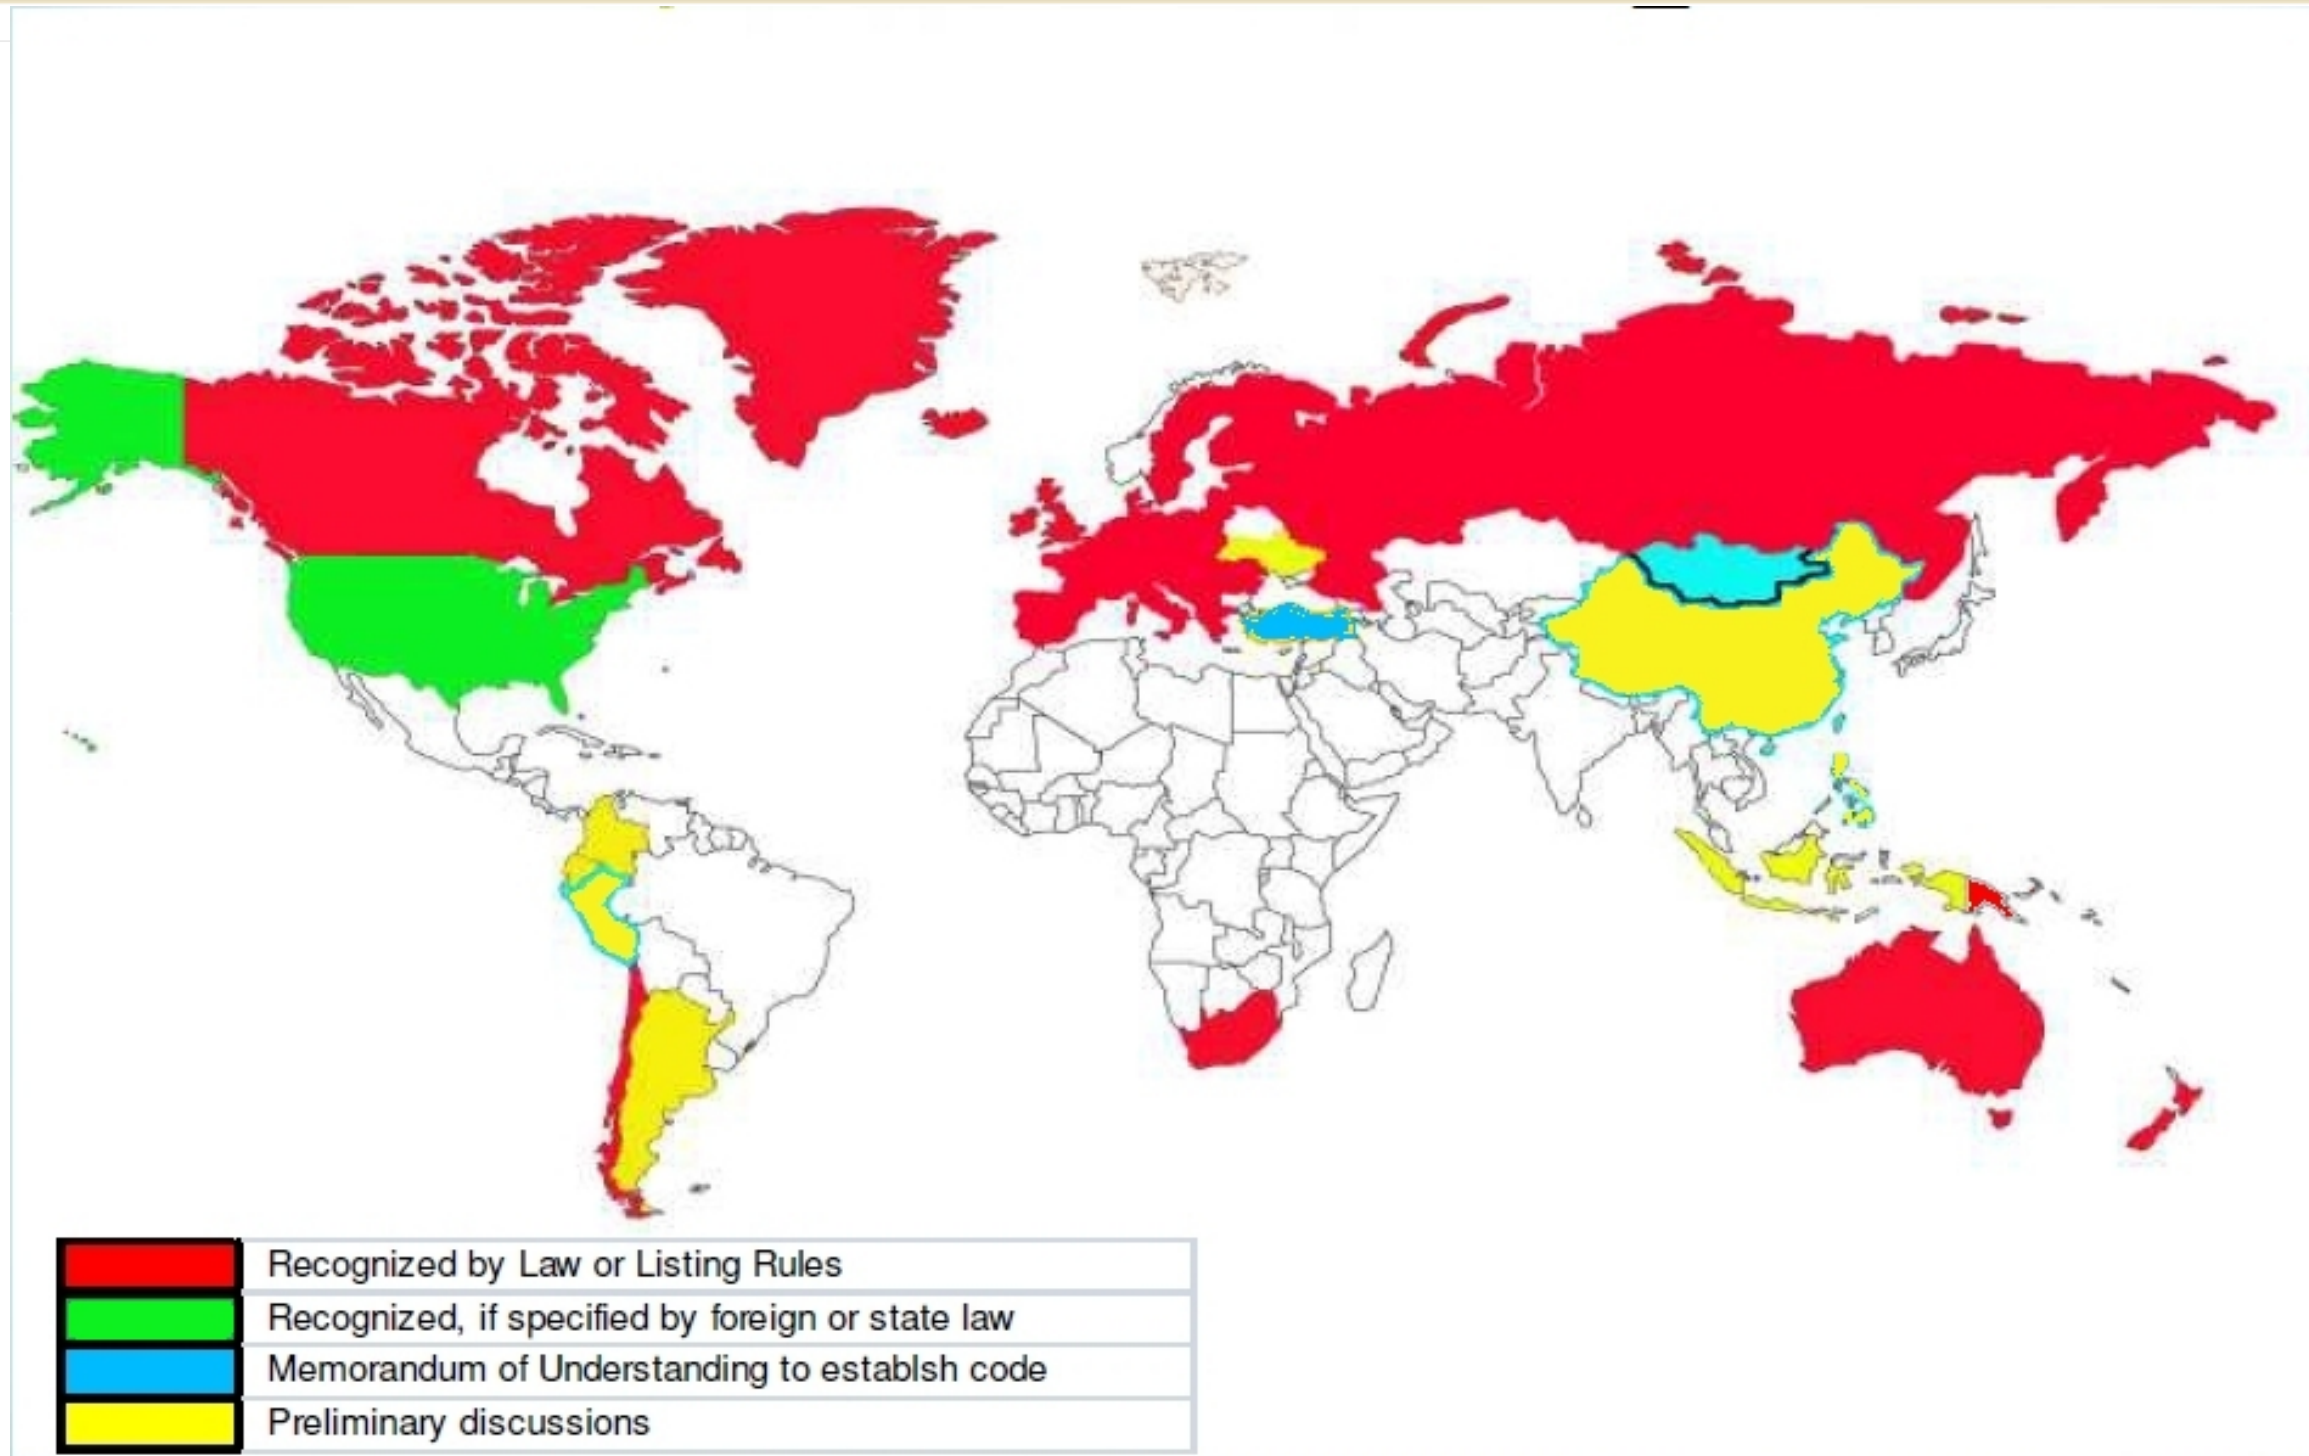 Recognized by Law or Listing Rules
Recognized, if specified by foreign or state law
Memorandum of Understanding to establsh code
Preliminary discussions